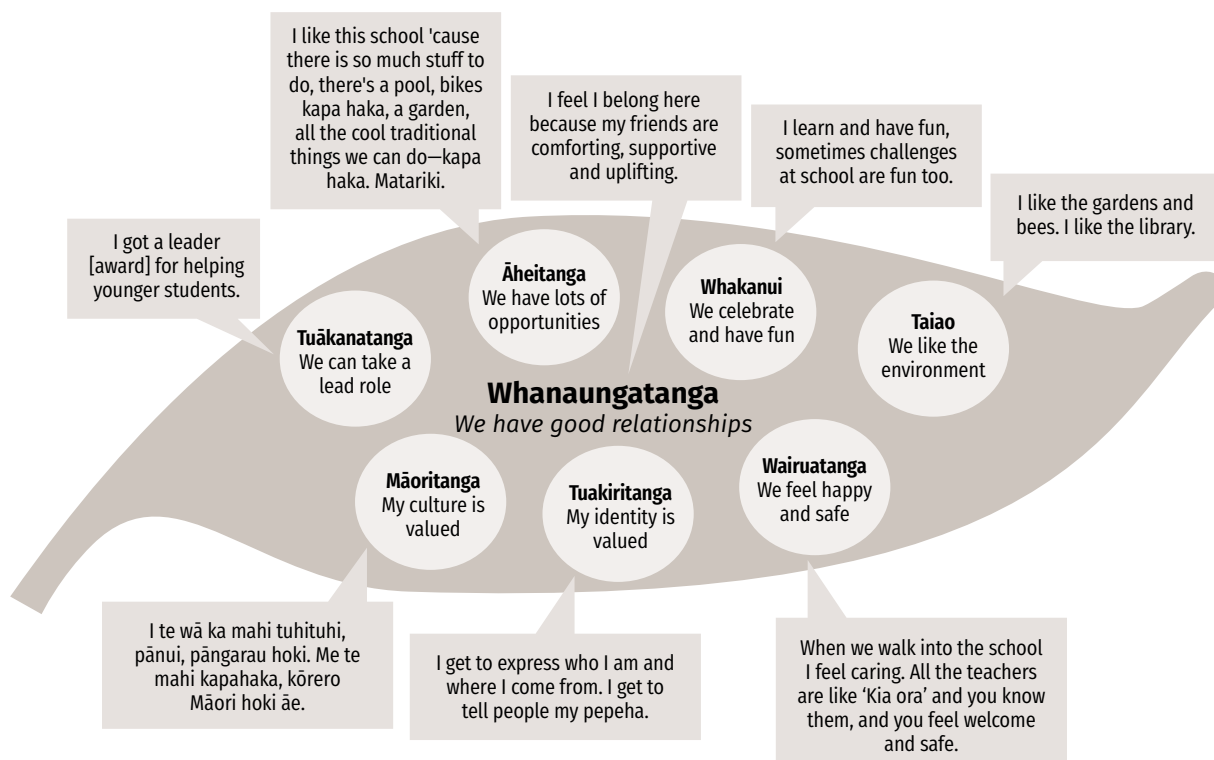 I like this school 'cause
there is so much stuff to
do, there's a pool, bikes
kapa haka, a garden,
all the cool traditional
things we can do—kapa
haka. Matariki.
I feel I belong here
because my friends are
comforting, supportive
and uplifting.
I learn and have fun,
sometimes challenges
at school are fun too.
I like the gardens and
bees. I like the library.
I got a leader
[award] for helping
younger students.
Tuākanatanga
We can take a
lead role
Āheitanga
We have lots of
opportunities
Whakanui
We celebrate
and have fun
Taiao
We like the
environment
Whanaungatanga
We have good relationships
Māoritanga
My culture is
valued
Tuakiritanga
My identity is
valued
Wairuatanga
We feel happy
and safe
I te wā ka mahi tuhituhi,
pānui, pāngarau hoki. Me te
mahi kapahaka, kōrero
Māori hoki āe.
I get to express who I am and
where I come from. I get to
tell people my pepeha.
When we walk into the school
I feel caring. All the teachers
are like ‘Kia ora’ and you know
them, and you feel welcome
and safe.